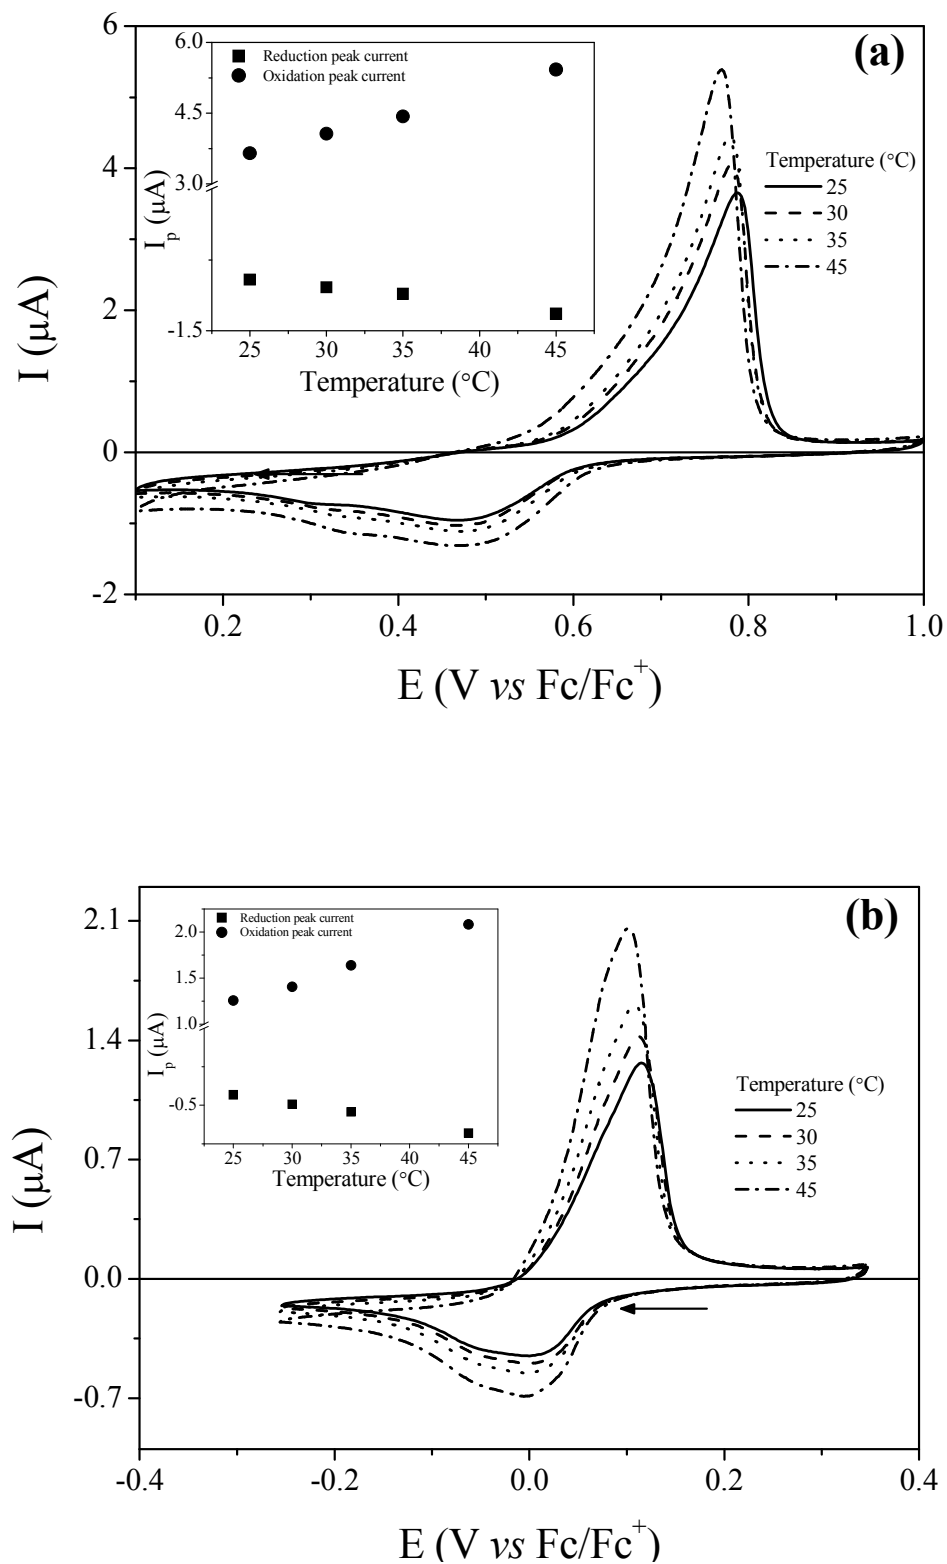 (a)
6.0
4.5
3.0
-1.5
I_p (μA)
Reduction peak current
Oxidation peak current
25 30 35 40 45
Temperature (°C)
Temperature (°C)
25
30
35
45
6
4
2
0
-2
I (μA)
0.2 0.4 0.6 0.8 1.0
E (V vs Fc/Fc⁺)
(b)
2.0
1.5
1.0
-0.5
I_p (μA)
Reduction peak current
Oxidation peak current
25 30 35 40 45
Temperature (°C)
Temperature (°C)
25
30
35
45
2.1
1.4
0.7
0.0
-0.7
I (μA)
-0.4 -0.2 0.0 0.2 0.4
E (V vs Fc/Fc⁺)